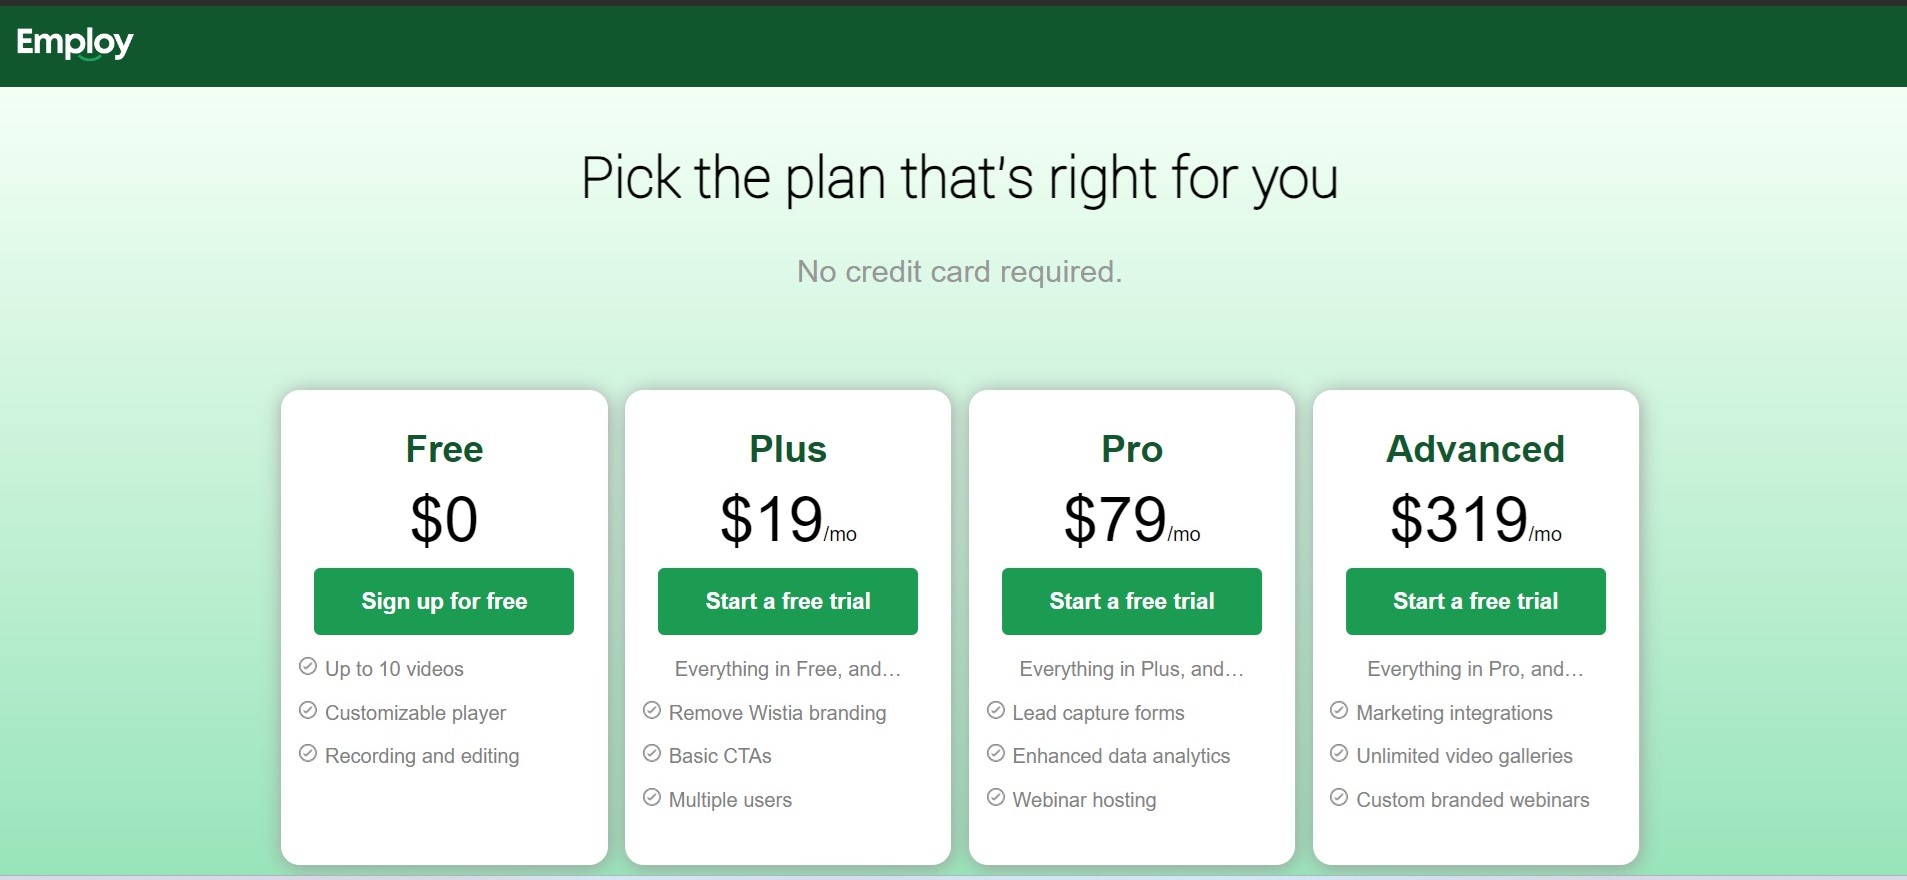 Employ
Pick the plan that's right for you
No credit card required.
Free
$0
Sign up for free
Up to 10 videos
Customizable player
Recording and editing
Plus
$19/mo
Start a free trial
Everything in Free, and…
Remove Wistia branding
Basic CTAs
Multiple users
Pro
$79/mo
Start a free trial
Everything in Plus, and…
Lead capture forms
Enhanced data analytics
Webinar hosting
Advanced
$319/mo
Start a free trial
Everything in Pro, and…
Marketing integrations
Unlimited video galleries
Custom branded webinars